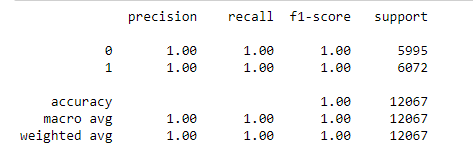 precision recall f1-score support
0 1.00 1.00 1.00 5995
1 1.00 1.00 1.00 6072
accuracy 1.00 12067
macro avg 1.00 1.00 1.00 12067
weighted avg 1.00 1.00 1.00 12067